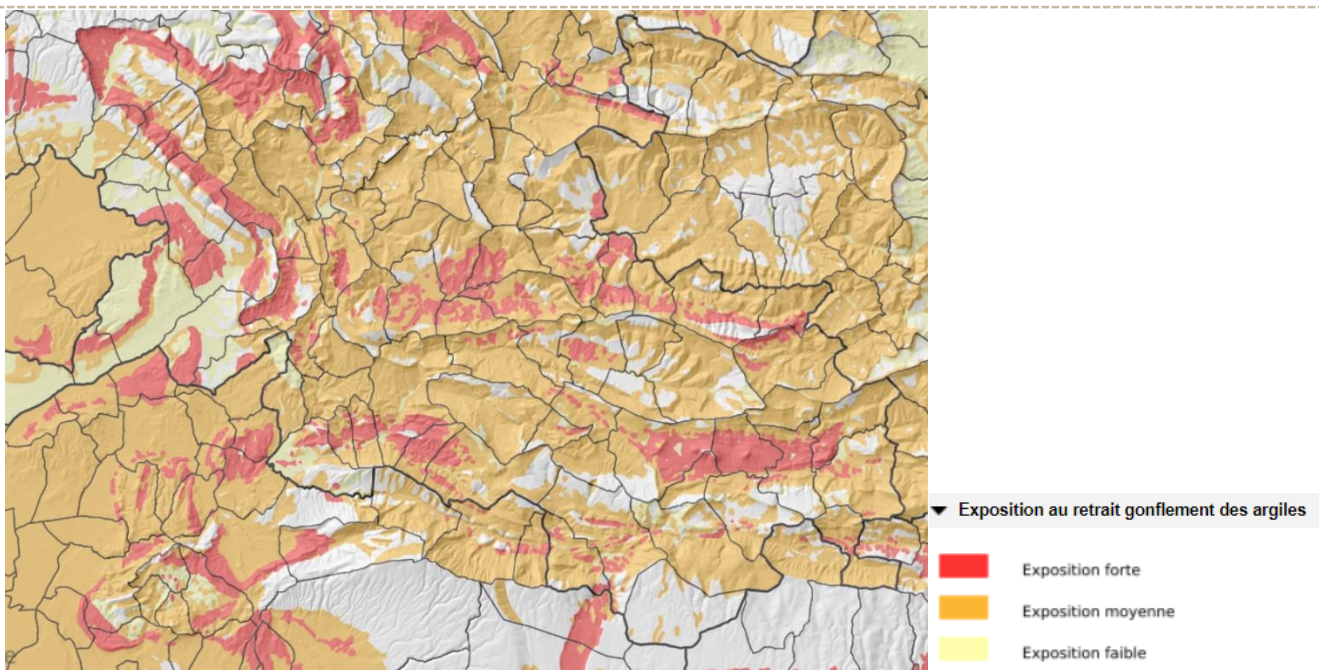 Exposition au retrait gonflement des argiles
Exposition forte
Exposition moyenne
Exposition faible